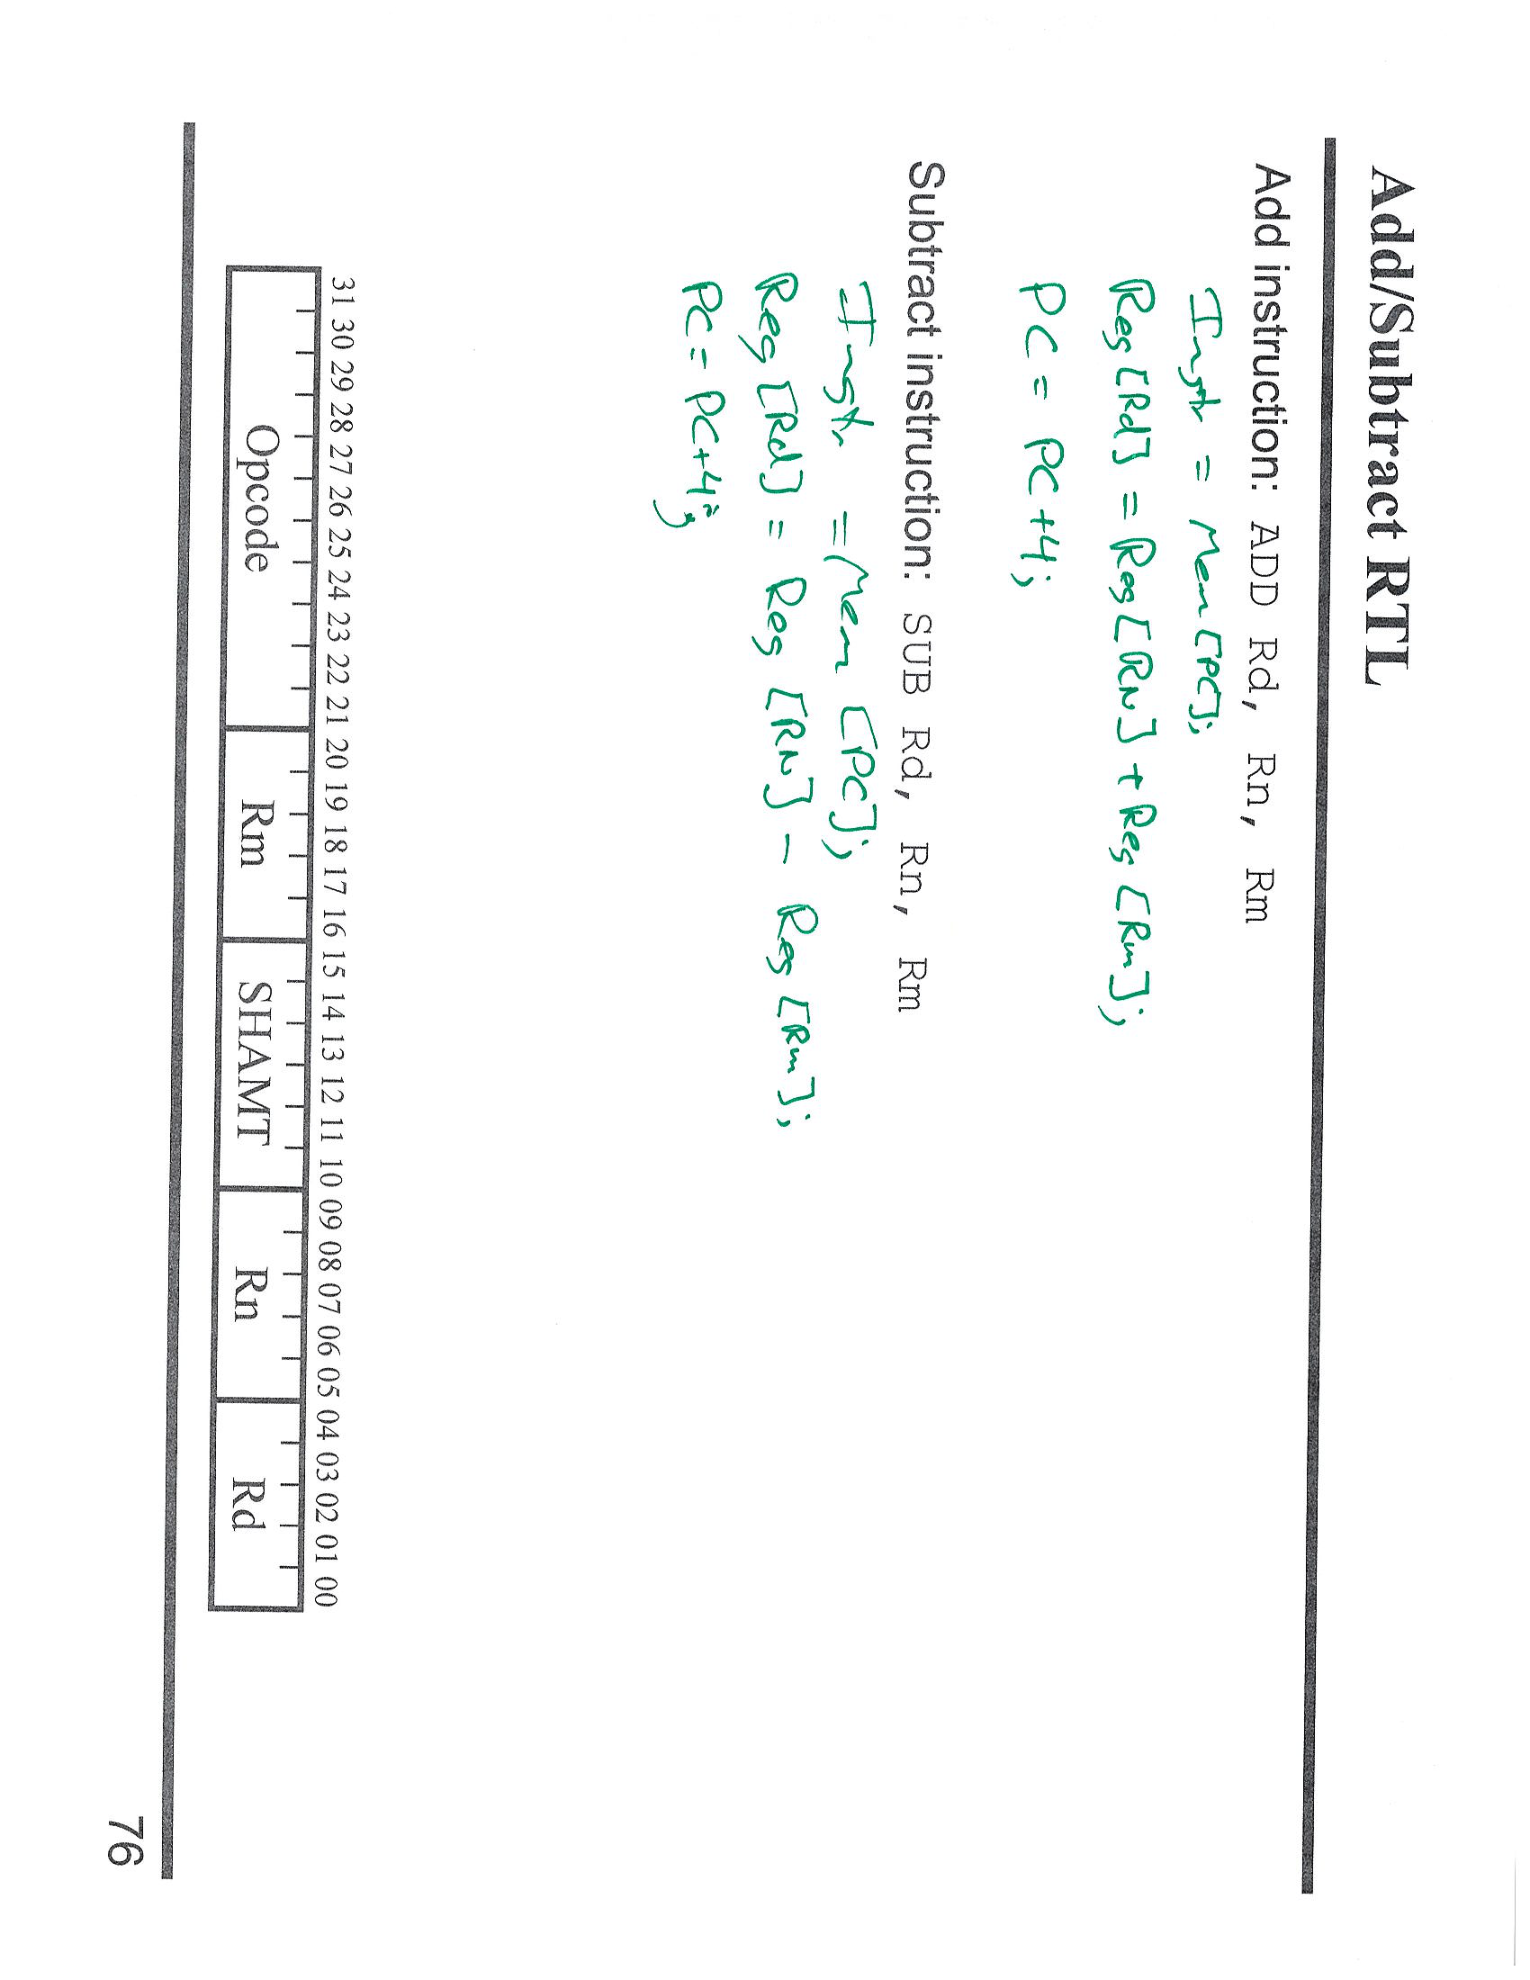 Add/Subtract RTL
Add instruction: ADD Rd, Rn, Rm
Instr = Mem[PC];
Reg[Rd] = Reg[RN] + Reg[Rm];
PC = PC+4;
Subtract instruction: SUB Rd, Rn, Rm
Instr = Mem[PC];
Reg[Rd] = Reg[RN] - Reg[Rm];
PC = PC+4;
31 30 29 28 27 26 25 24 23 22 21 20 19 18 17 16 15 14 13 12 11 10 09 08 07 06 05 04 03 02 01 00
Opcode Rm SHAMT Rn Rd
76